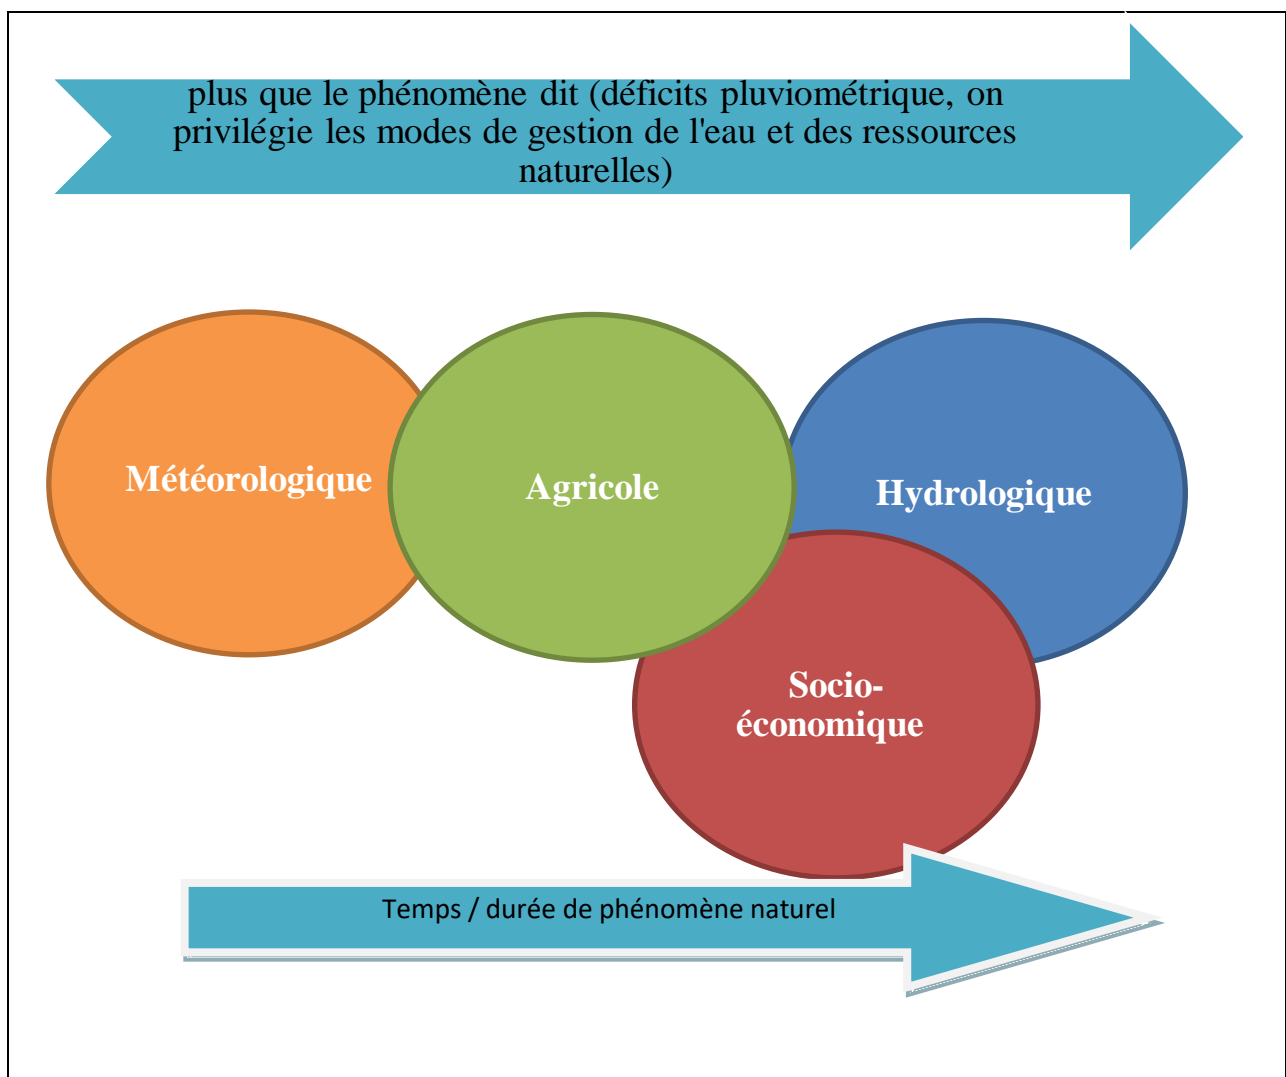 plus que le phénomène dit (déficits pluviométrique, on
privilégie les modes de gestion de l'eau et des ressources
naturelles)
Météorologique
Agricole
Hydrologique
Socio-
économique
Temps / durée de phénomène naturel